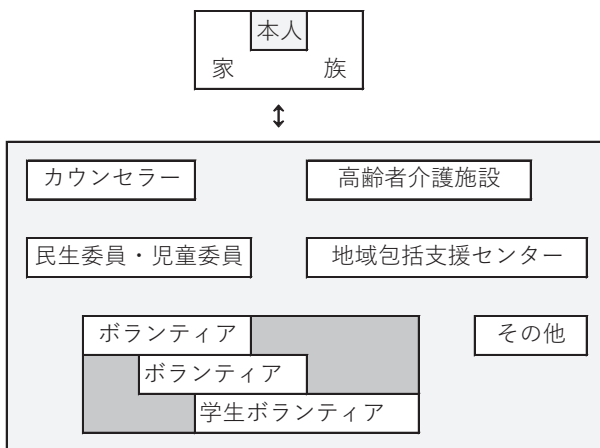 本人
家 族
↕
カウンセラー
高齢者介護施設
民生委員・児童委員
地域包括支援センター
ボランティア
その他
ボランティア
学生ボランティア